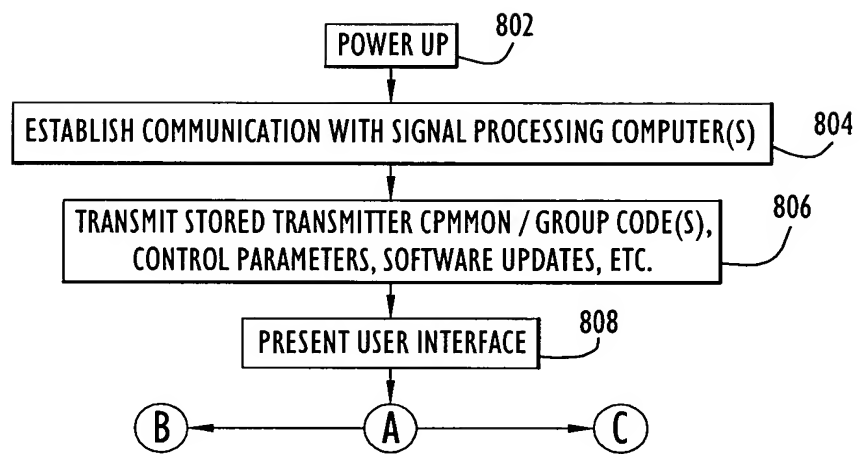 POWER UP
802
ESTABLISH COMMUNICATION WITH SIGNAL PROCESSING COMPUTER(S)
804
TRANSMIT STORED TRANSMITTER CPMMON / GROUP CODE(S),
CONTROL PARAMETERS, SOFTWARE UPDATES, ETC.
806
PRESENT USER INTERFACE
808
B
A
C